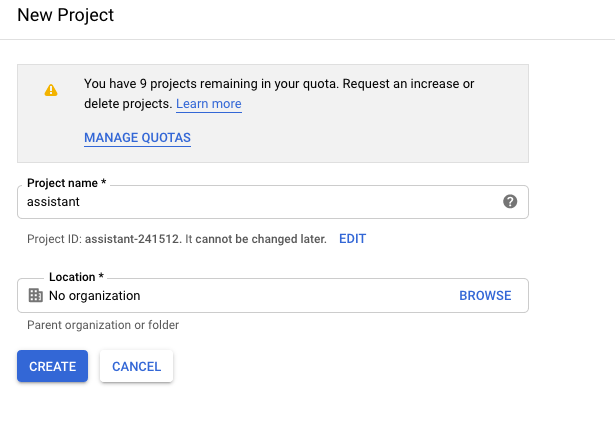 New Project
You have 9 projects remaining in your quota. Request an increase or
delete projects. Learn more
MANAGE QUOTAS
Project name *
assistant
Project ID: assistant-241512. It cannot be changed later. EDIT
Location *
No organization BROWSE
Parent organization or folder
CREATE CANCEL